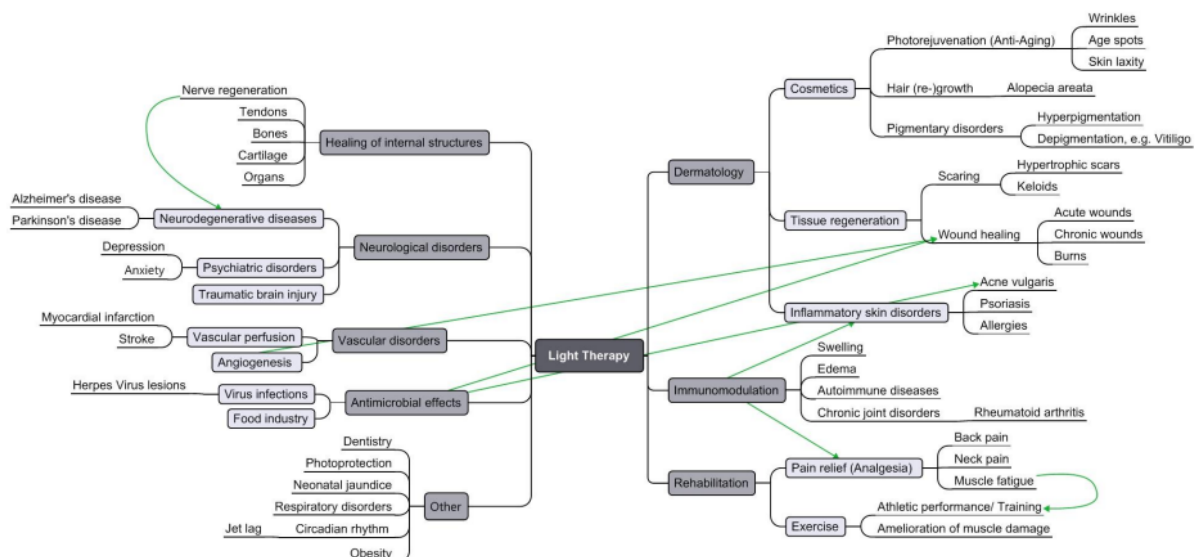 Light Therapy
Healing of internal structures
Nerve regeneration
Tendons
Bones
Cartilage
Organs
Neurological disorders
Neurodegenerative diseases
Alzheimer's disease
Parkinson's disease
Psychiatric disorders
Depression
Anxiety
Traumatic brain injury
Vascular disorders
Vascular perfusion
Myocardial infarction
Stroke
Angiogenesis
Antimicrobial effects
Virus infections
Herpes Virus lesions
Food industry
Other
Dentistry
Photoprotection
Neonatal jaundice
Respiratory disorders
Circadian rhythm
Jet lag
Obesity
Dermatology
Cosmetics
Photorejuvenation (Anti-Aging)
Wrinkles
Age spots
Skin laxity
Hair (re-)growth
Alopecia areata
Pigmentary disorders
Hyperpigmentation
Depigmentation, e.g. Vitiligo
Tissue regeneration
Scaring
Hypertrophic scars
Keloids
Wound healing
Acute wounds
Chronic wounds
Burns
Inflammatory skin disorders
Acne vulgaris
Psoriasis
Allergies
Immunomodulation
Swelling
Edema
Autoimmune diseases
Chronic joint disorders
Rheumatoid arthritis
Rehabilitation
Pain relief (Analgesia)
Back pain
Neck pain
Muscle fatigue
Exercise
Athletic performance/ Training
Amelioration of muscle damage